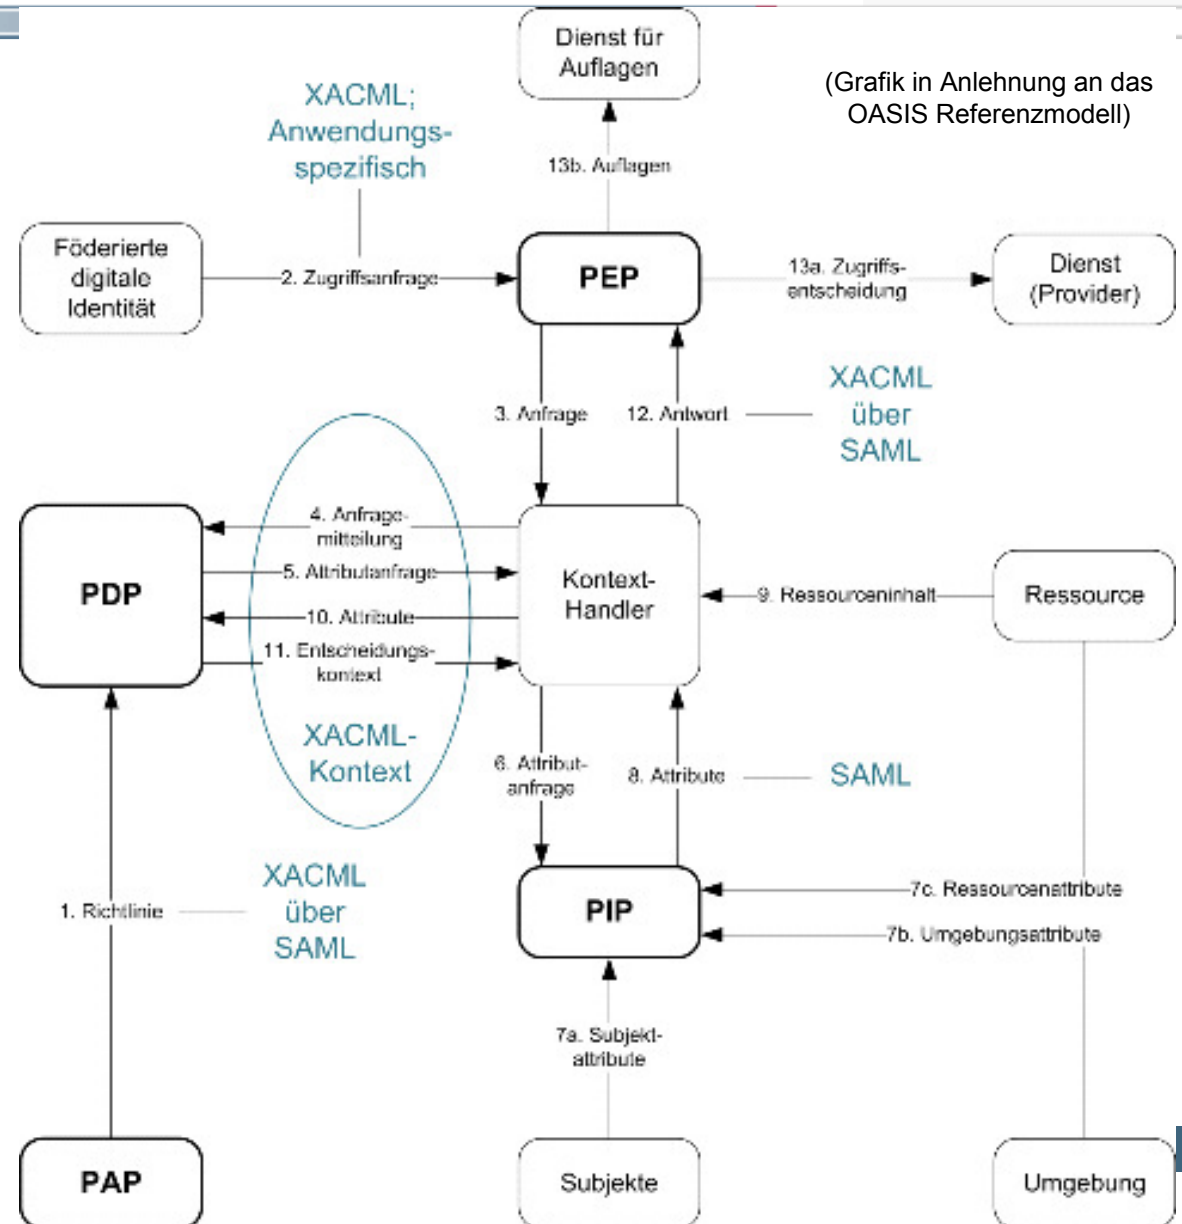 Dienst für
Auflagen
(Grafik in Anlehnung an das
OASIS Referenzmodell)
XACML;
Anwendungs-
spezifisch
13b. Auflagen
Föderierte
digitale
Identität
2. Zugriffsanfrage
PEP
13a. Zugriffs-
entscheidung
Dienst
(Provider)
3. Anfrage
12. Antwort
XACML
über
SAML
PDP
4. Anfrage-
mitteilung
5. Attributanfrage
10. Attribute
11. Entscheidungs-
kontext
Kontext-
Handler
9. Ressourceninhalt
Ressource
XACML-
Kontext
6. Attribut-
anfrage
8. Attribute
SAML
XACML
über
SAML
1. Richtlinie
PIP
7c. Ressourcenattribute
7b. Umgebungsattribute
7a. Subjekt-
attribute
PAP
Subjekte
Umgebung